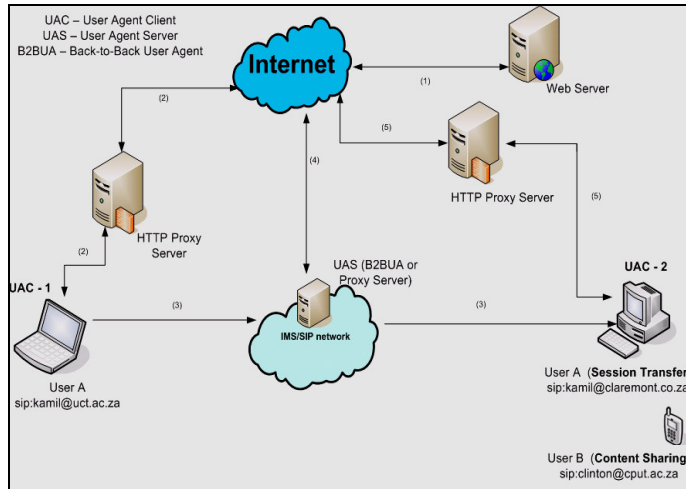 UAC – User Agent Client
UAS – User Agent Server
B2BUA – Back-to-Back User Agent
Internet
(1)
Web Server
(2)
(5)
(4)
HTTP Proxy Server
(5)
HTTP Proxy
Server
(2)
UAS (B2BUA or
Proxy Server)
UAC - 2
UAC - 1
(3)
(3)
IMS/SIP network
User A
sip:kamil@uct.ac.za
User A (Session Transfer
sip:kamil@claremont.co.za
User B (Content Sharing
sip:clinton@cput.ac.za